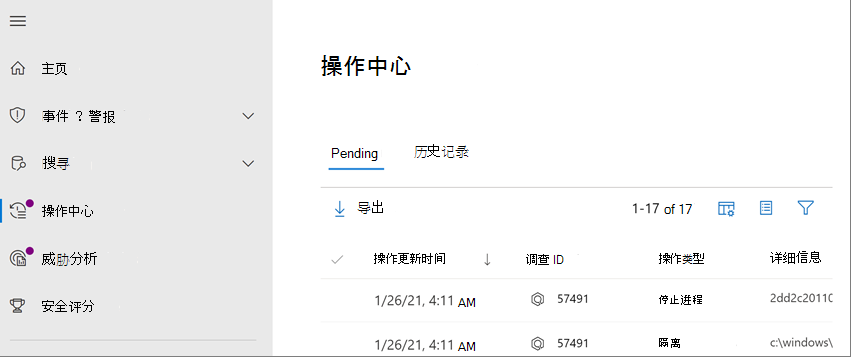 主页
事件 ? 警报
搜寻
操作中心
威胁分析
安全评分
操作中心
Pending 历史记录
导出 1-17 of 17
操作更新时间 调查 ID 操作类型 详细信息
1/26/21, 4:11 AM 57491 停止进程 2dd2c20110
1/26/21, 4:11 AM 57491 隔离 c:\windows\